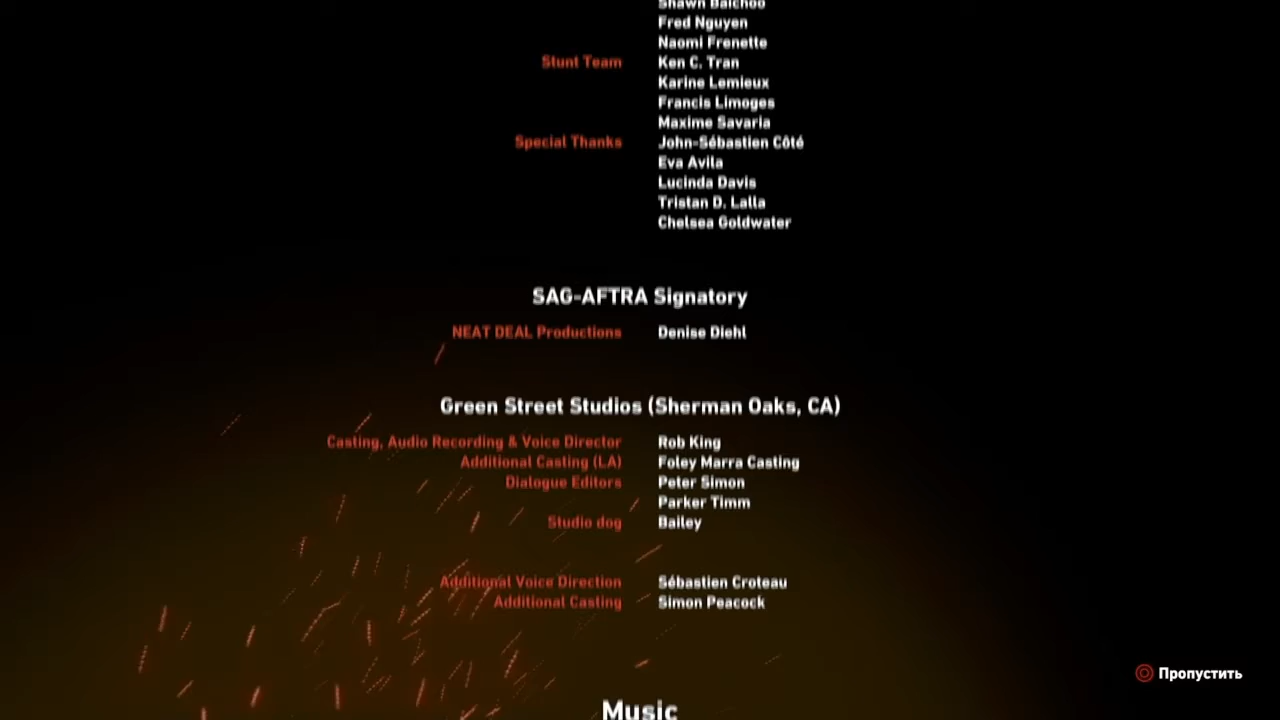 Shawn Baichoo
Fred Nguyen
Naomi Frenette
Stunt Team Ken C. Tran
Karine Lemieux
Francis Limoges
Maxime Savaria
Special Thanks John-Sébastien Côté
Eva Avila
Lucinda Davis
Tristan D. Lalla
Chelsea Goldwater
SAG-AFTRA Signatory
NEAT DEAL Productions Denise Diehl
Green Street Studios (Sherman Oaks, CA)
Casting, Audio Recording & Voice Director Rob King
Additional Casting (LA) Foley Marra Casting
Dialogue Editors Peter Simon
Parker Timm
Studio dog Bailey
Additional Voice Direction Sébastien Croteau
Additional Casting Simon Peacock
Пропустить
Music